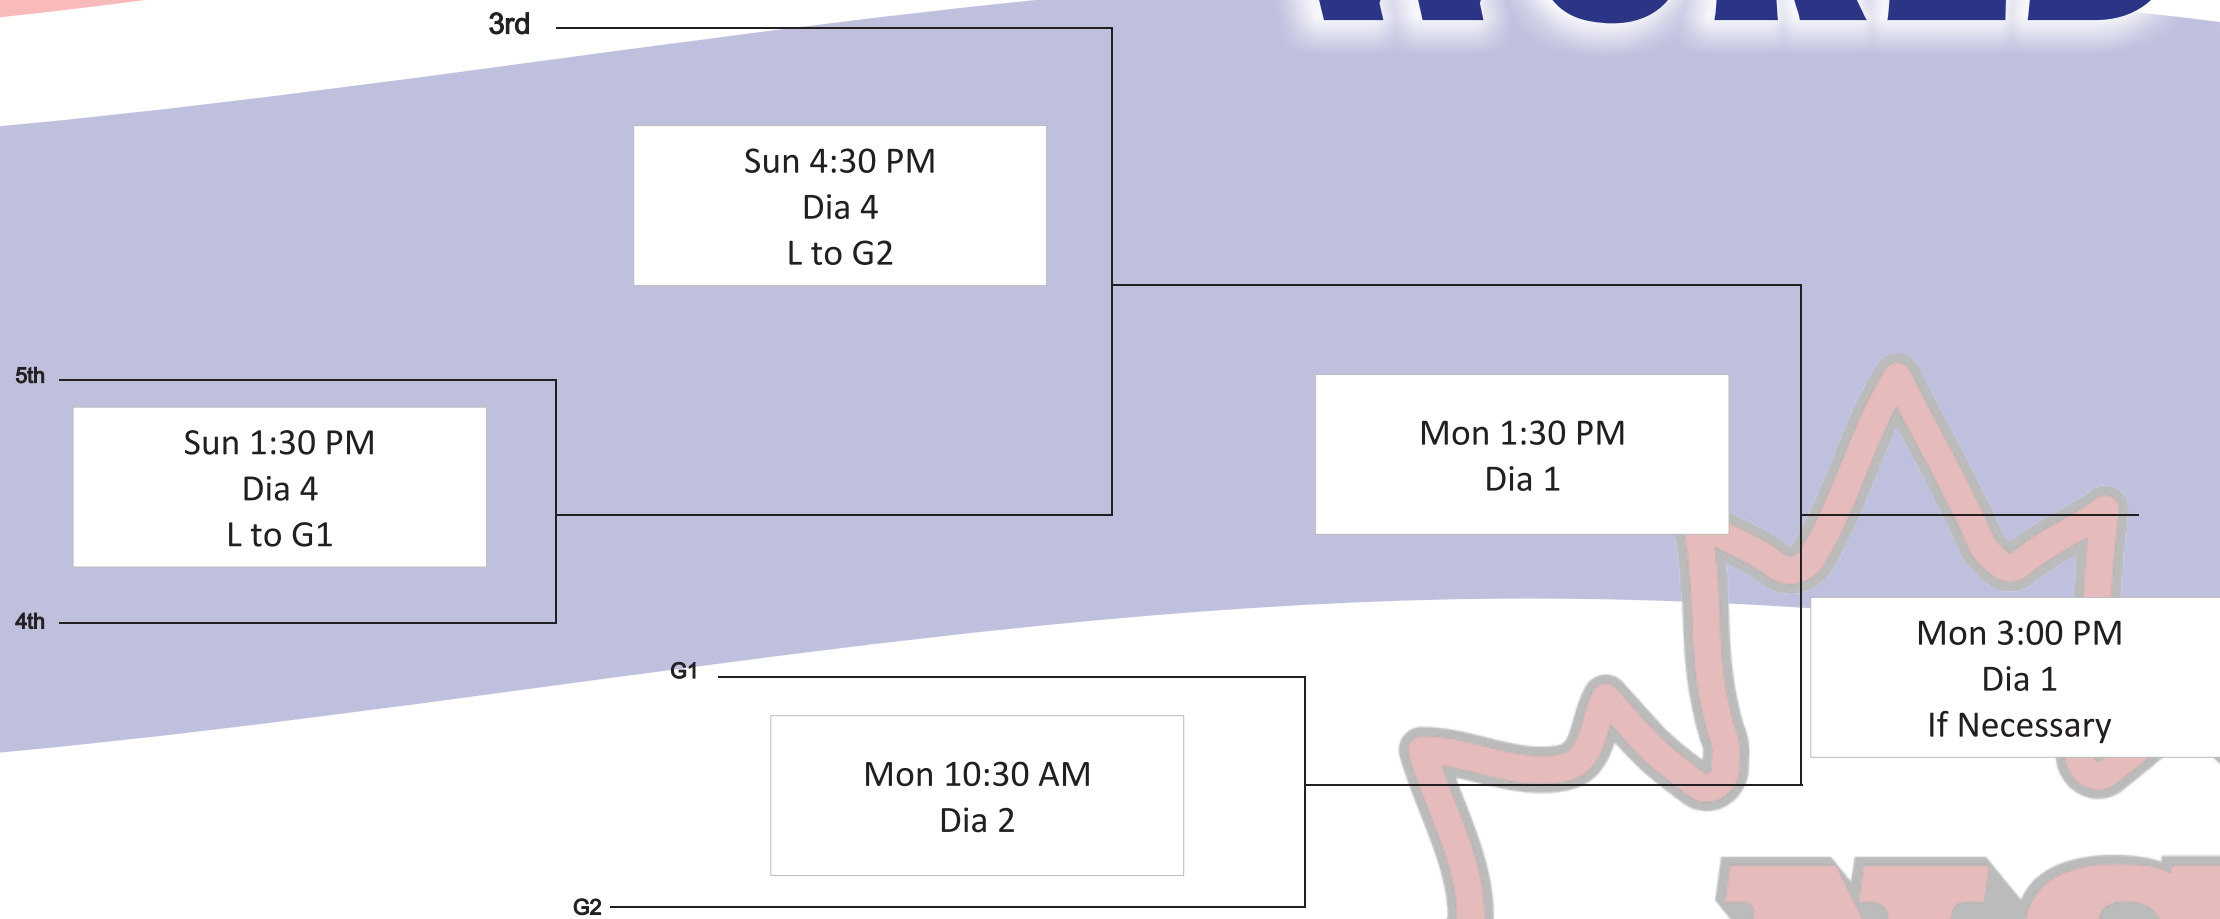 3rd
Sun 4:30 PM
Dia 4
L to G2
5th
Sun 1:30 PM
Dia 4
L to G1
4th
Mon 1:30 PM
Dia 1
Mon 3:00 PM
Dia 1
If Necessary
G1
Mon 10:30 AM
Dia 2
G2